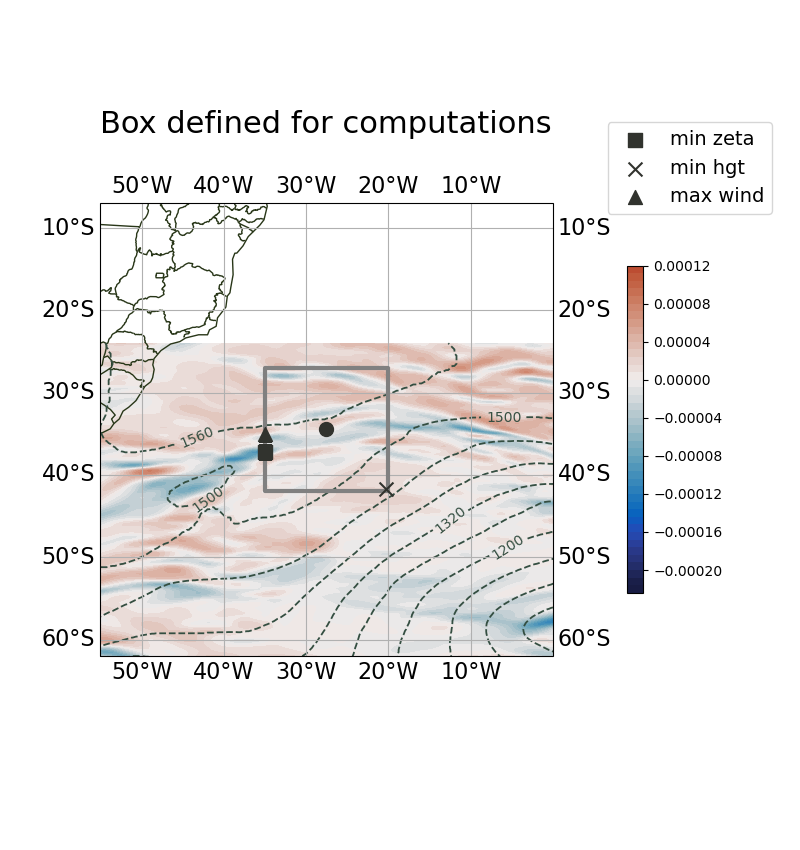 Box defined for computations
min zeta
min hgt
max wind
50°W 40°W 30°W 20°W 10°W
10°S 10°S
20°S 20°S
30°S 30°S
40°S 40°S
50°S 50°S
60°S 60°S
50°W 40°W 30°W 20°W 10°W
1560
1500
1500
1320
1200
0.00012
0.00008
0.00004
0.00000
−0.00004
−0.00008
−0.00012
−0.00016
−0.00020